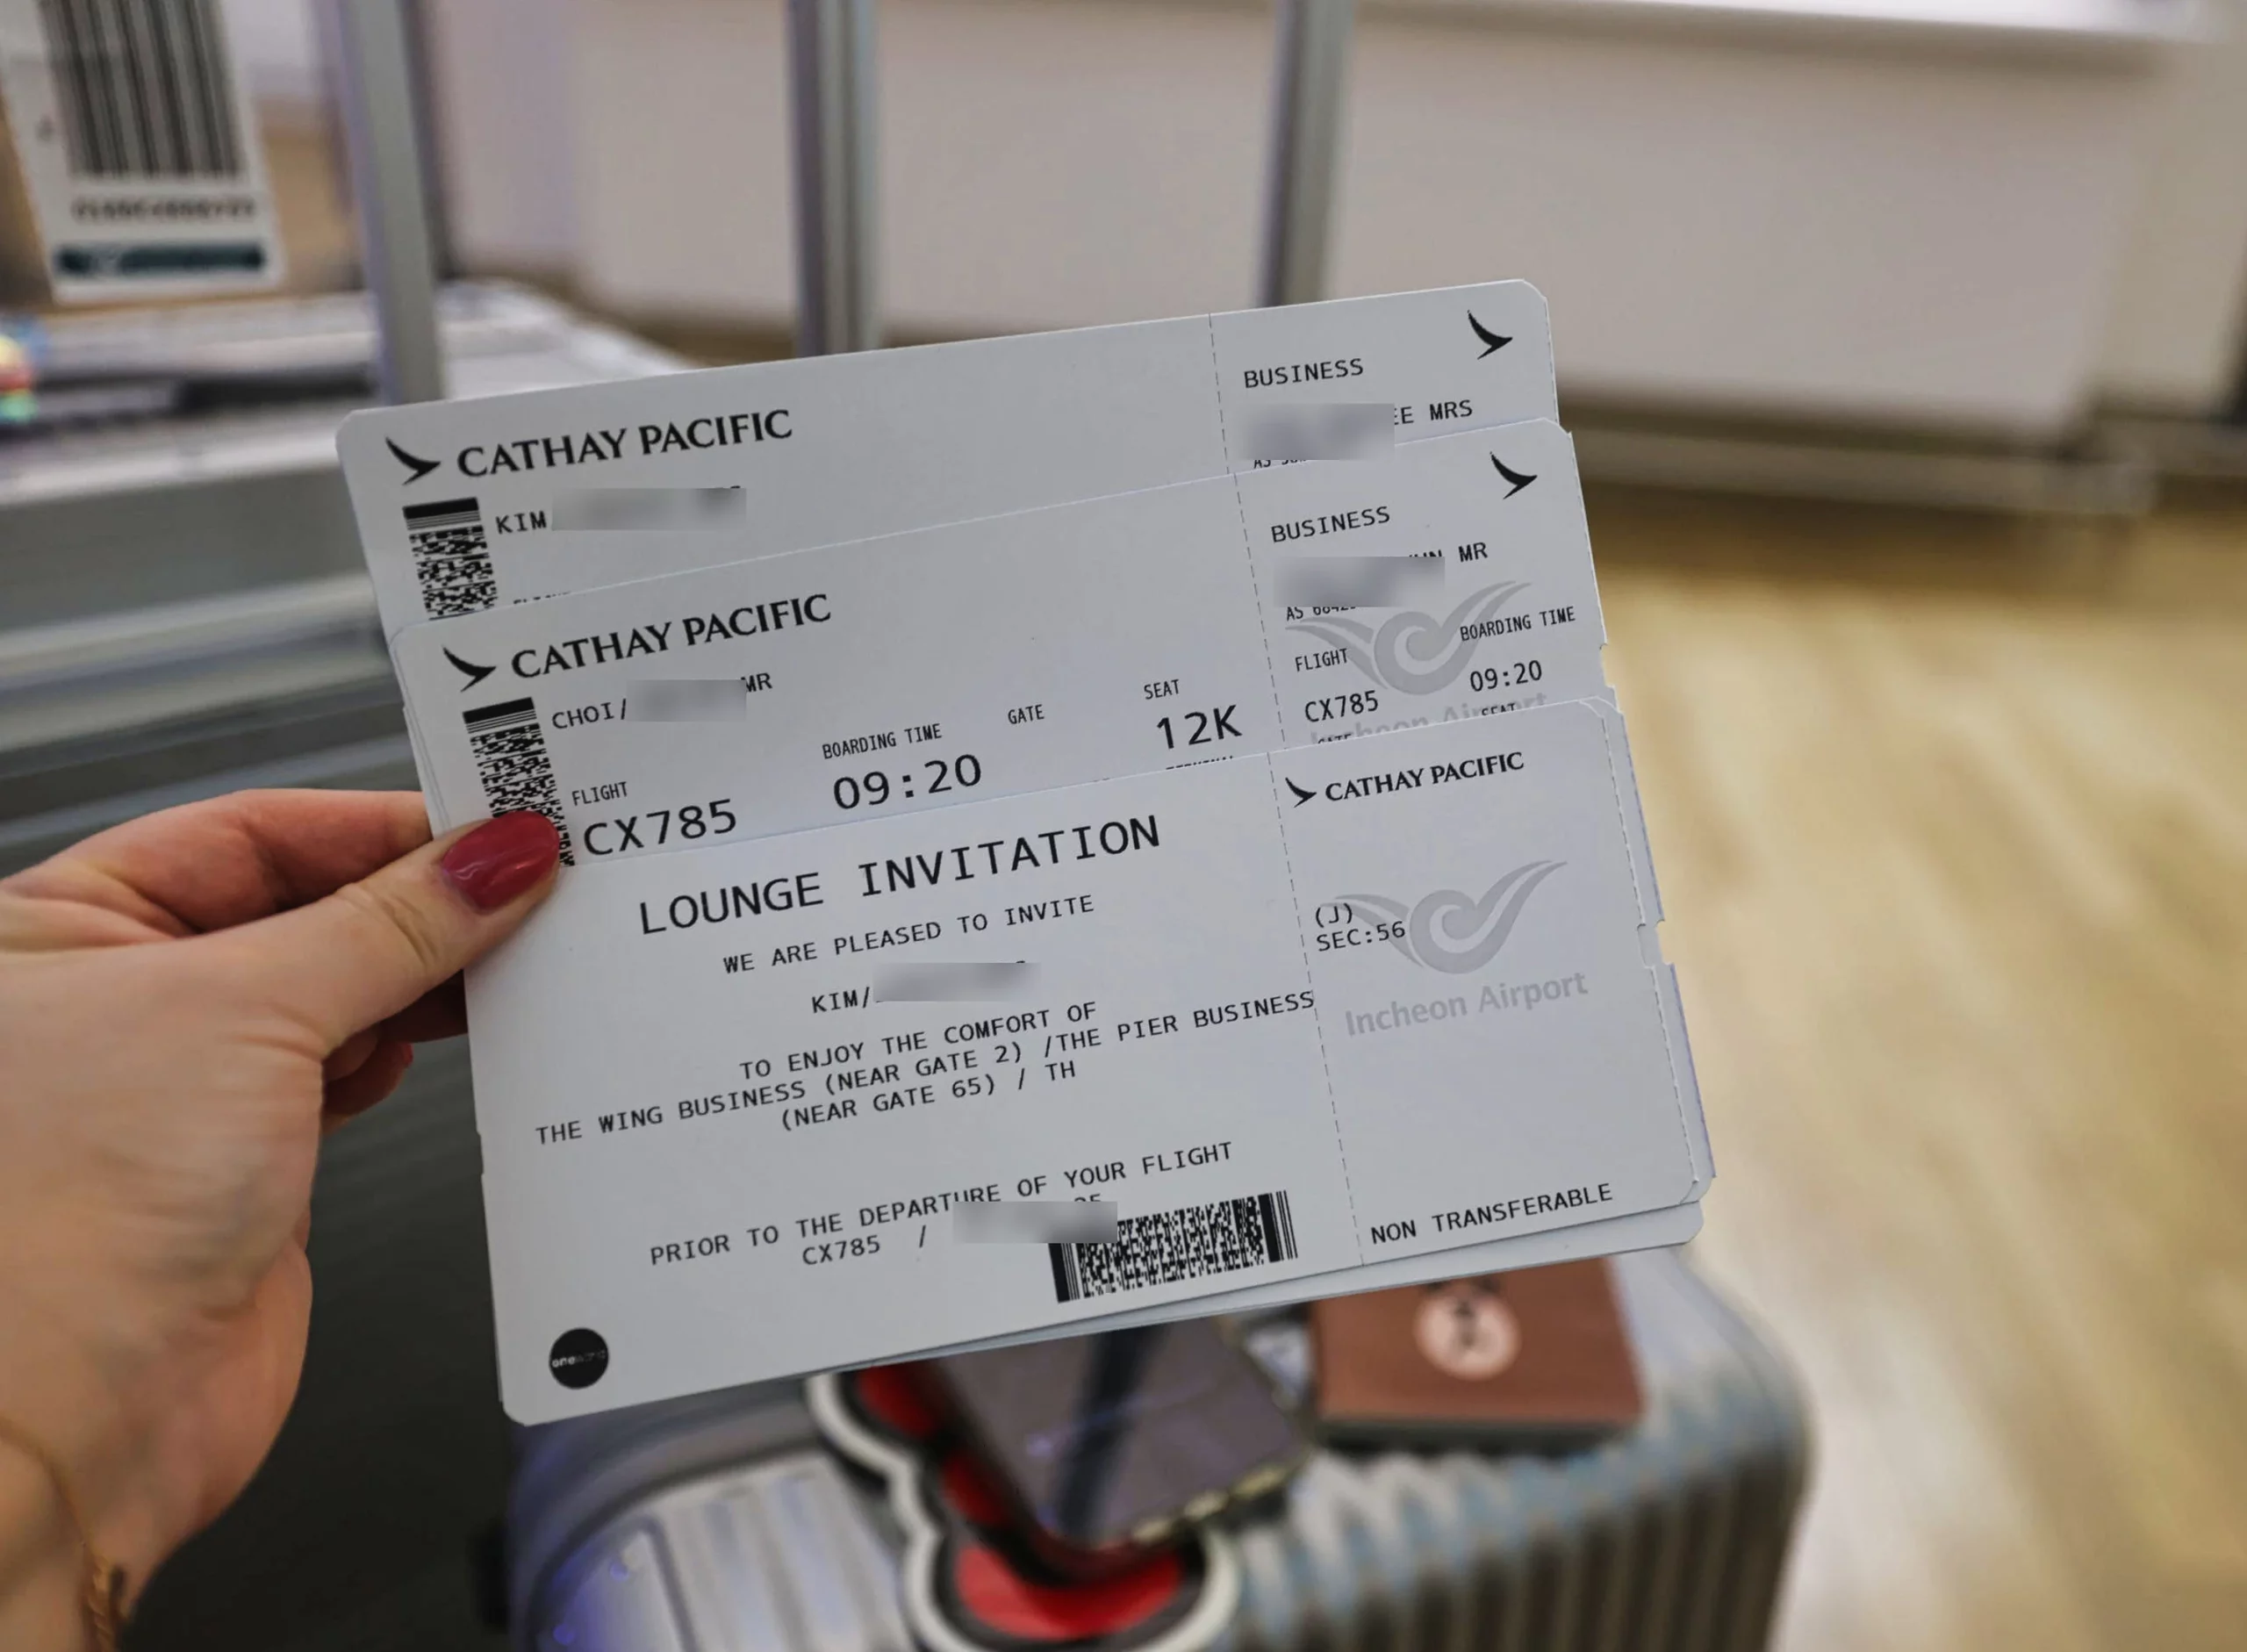 CATHAY PACIFIC
KIM
BUSINESS
EE MRS
CATHAY PACIFIC
CHOI/ MR
FLIGHT
CX785
BOARDING TIME
09:20
GATE
SEAT
12K
BUSINESS
MR
BOARDING TIME
FLIGHT
09:20
CX785
Incheon Airport
LOUNGE INVITATION
WE ARE PLEASED TO INVITE
KIM/
TO ENJOY THE COMFORT OF
THE WING BUSINESS (NEAR GATE 2) /THE PIER BUSINESS
(NEAR GATE 65) / TH
PRIOR TO THE DEPARTURE OF YOUR FLIGHT
CX785 /
CATHAY PACIFIC
(J)
SEC:56
Incheon Airport
NON TRANSFERABLE